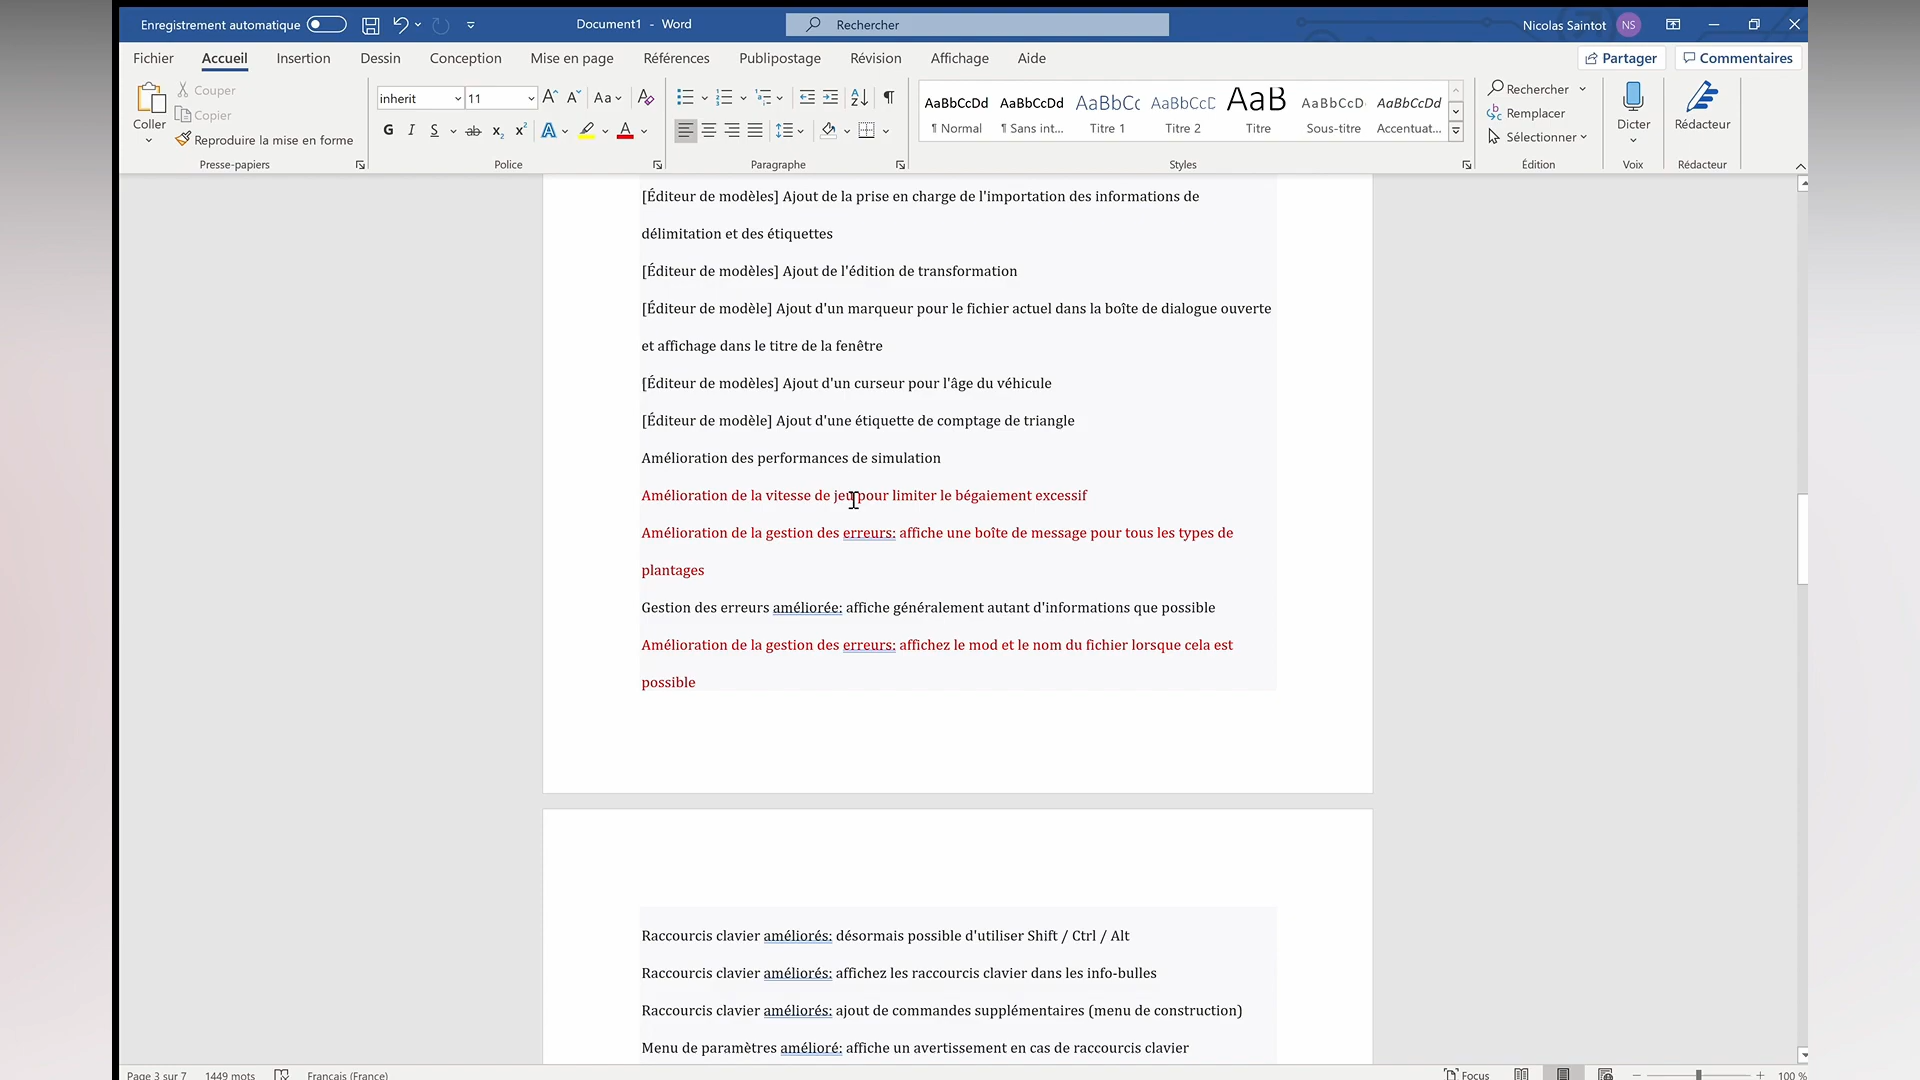 Enregistrement automatique
Document1 - Word
Rechercher
Nicolas Saintot
NS
Fichier
Accueil
Insertion
Dessin
Conception
Mise en page
Références
Publipostage
Révision
Affichage
Aide
Partager
Commentaires
Coller
Couper
Copier
Reproduire la mise en forme
Presse-papiers
inherit
11
Aa
G I S ab x₂ x²
Police
Paragraphe
AaBbCcDd
¶ Normal
AaBbCcDd
¶ Sans int...
AaBbCc
Titre 1
AaBbCcC
Titre 2
AaB
Titre
AaBbCcD
Sous-titre
AaBbCcDd
Accentuat...
Styles
Rechercher
Remplacer
Sélectionner
Édition
Dicter
Voix
Rédacteur
Rédacteur
[Éditeur de modèles] Ajout de la prise en charge de l'importation des informations de
délimitation et des étiquettes
[Éditeur de modèles] Ajout de l'édition de transformation
[Éditeur de modèle] Ajout d'un marqueur pour le fichier actuel dans la boîte de dialogue ouverte
et affichage dans le titre de la fenêtre
[Éditeur de modèles] Ajout d'un curseur pour l'âge du véhicule
[Éditeur de modèle] Ajout d'une étiquette de comptage de triangle
Amélioration des performances de simulation
Amélioration de la vitesse de jeu pour limiter le bégaiement excessif
Amélioration de la gestion des erreurs: affiche une boîte de message pour tous les types de
plantages
Gestion des erreurs améliorée: affiche généralement autant d'informations que possible
Amélioration de la gestion des erreurs: affichez le mod et le nom du fichier lorsque cela est
possible
Raccourcis clavier améliorés: désormais possible d'utiliser Shift / Ctrl / Alt
Raccourcis clavier améliorés: affichez les raccourcis clavier dans les info-bulles
Raccourcis clavier améliorés: ajout de commandes supplémentaires (menu de construction)
Menu de paramètres amélioré: affiche un avertissement en cas de raccourcis clavier
Page 3 sur 7
1449 mots
Français (France)
Focus
100 %